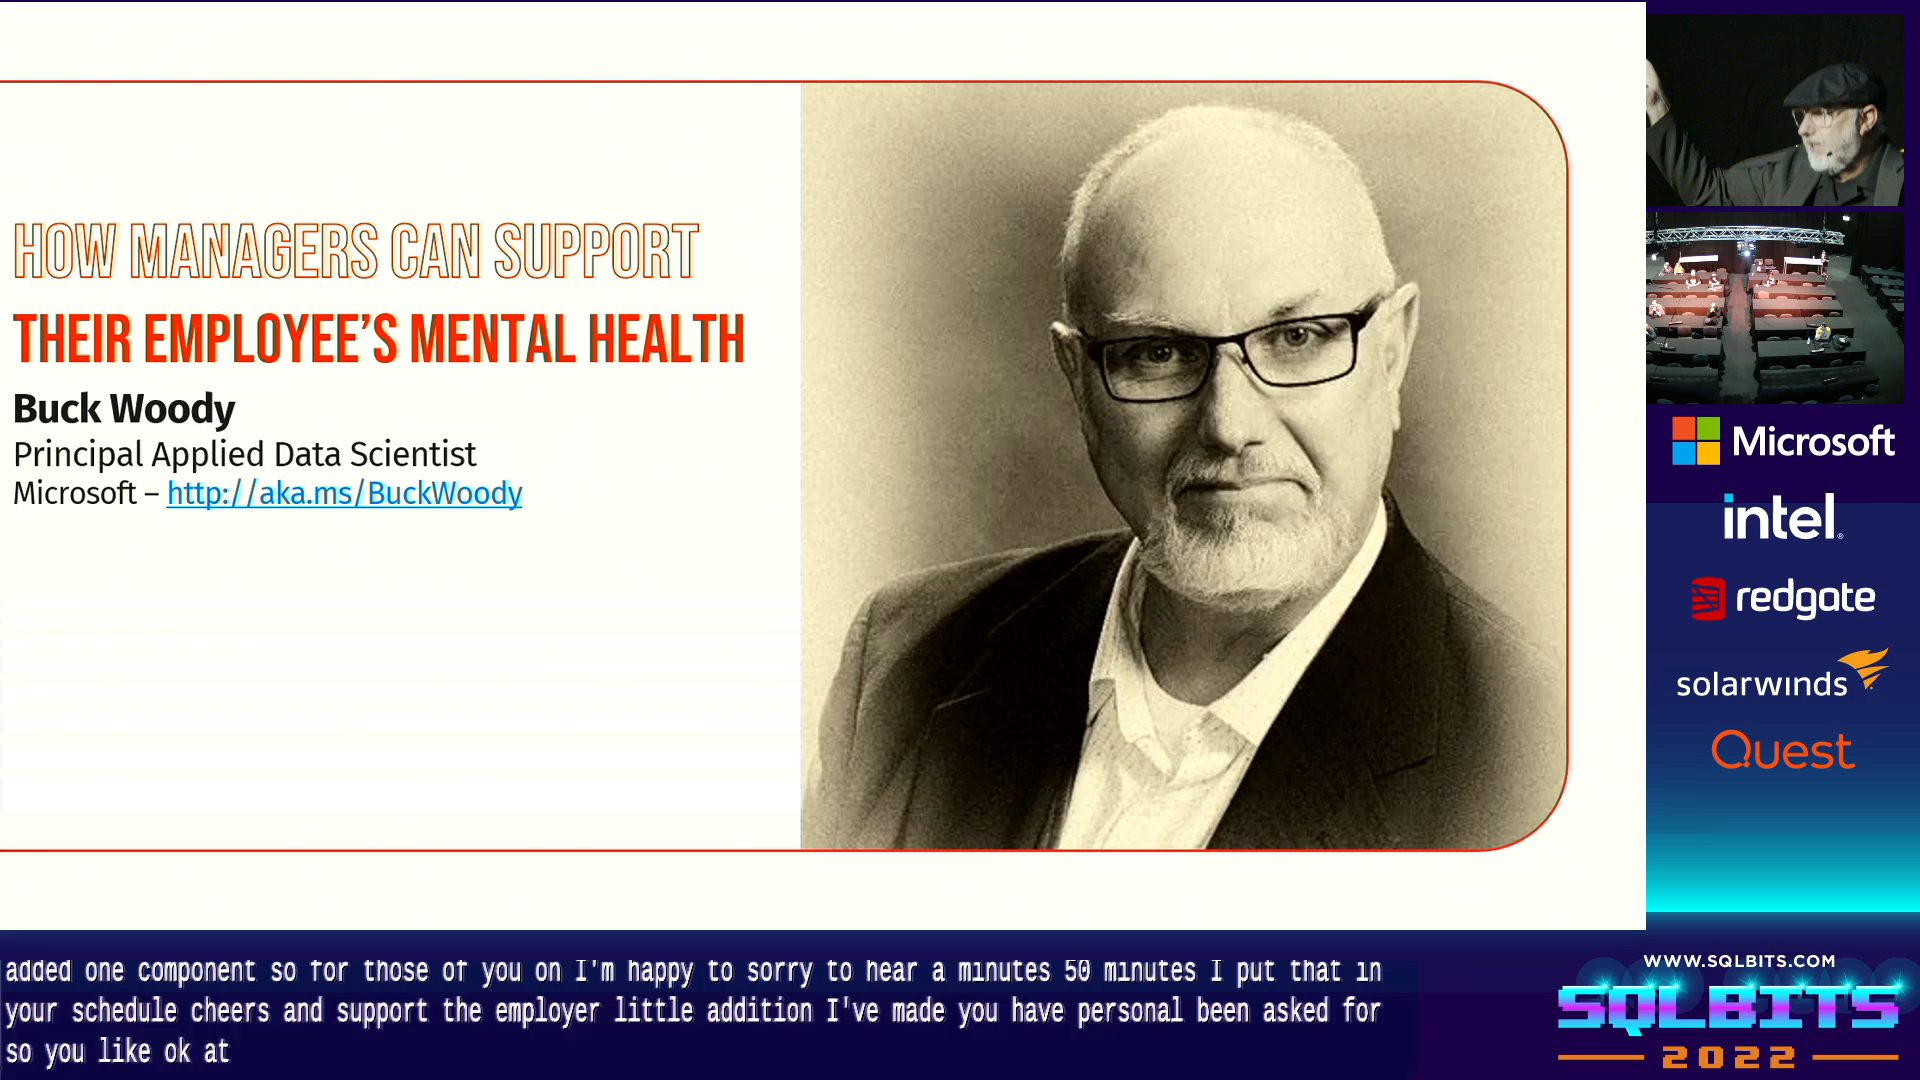 HOW MANAGERS CAN SUPPORT
THEIR EMPLOYEE'S MENTAL HEALTH
Buck Woody
Principal Applied Data Scientist
Microsoft – http://aka.ms/BuckWoody
Microsoft
intel®
redgate
solarwinds
Quest
added one component so for those of you on I'm happy to sorry to hear a minutes 50 minutes I put that in
your schedule cheers and support the employer little addition I've made you have personal been asked for
so you like ok at
WWW.SQLBITS.COM
SQLBITS
2022